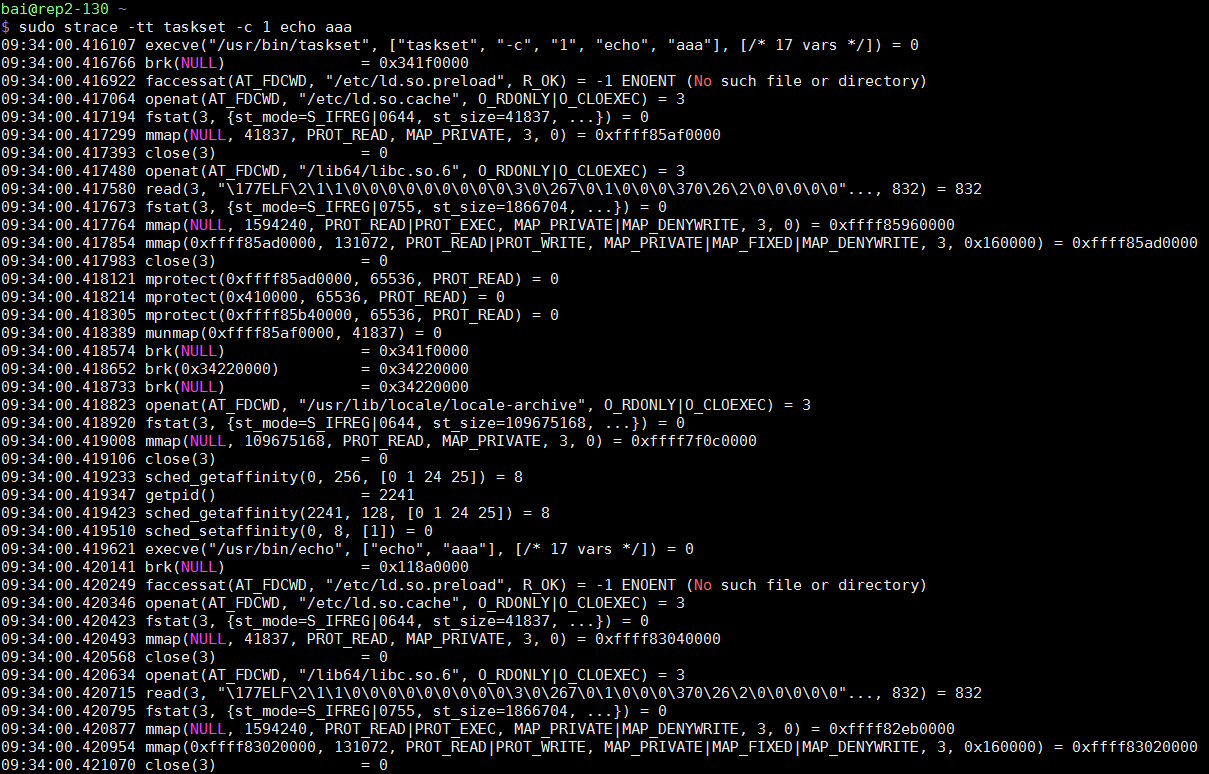 bai@rep2-130 ~
$ sudo strace -tt taskset -c 1 echo aaa
09:34:00.416107 execve("/usr/bin/taskset", ["taskset", "-c", "1", "echo", "aaa"], [/* 17 vars */]) = 0
09:34:00.416766 brk(NULL)               = 0x341f0000
09:34:00.416922 faccessat(AT_FDCWD, "/etc/ld.so.preload", R_OK) = -1 ENOENT (No such file or directory)
09:34:00.417064 openat(AT_FDCWD, "/etc/ld.so.cache", O_RDONLY|O_CLOEXEC) = 3
09:34:00.417194 fstat(3, {st_mode=S_IFREG|0644, st_size=41837, ...}) = 0
09:34:00.417299 mmap(NULL, 41837, PROT_READ, MAP_PRIVATE, 3, 0) = 0xffff85af0000
09:34:00.417393 close(3)                = 0
09:34:00.417480 openat(AT_FDCWD, "/lib64/libc.so.6", O_RDONLY|O_CLOEXEC) = 3
09:34:00.417580 read(3, "\177ELF\2\1\1\0\0\0\0\0\0\0\0\0\3\0\267\0\1\0\0\0\370\26\2\0\0\0\0\0"..., 832) = 832
09:34:00.417673 fstat(3, {st_mode=S_IFREG|0755, st_size=1866704, ...}) = 0
09:34:00.417764 mmap(NULL, 1594240, PROT_READ|PROT_EXEC, MAP_PRIVATE|MAP_DENYWRITE, 3, 0) = 0xffff85960000
09:34:00.417854 mmap(0xffff85ad0000, 131072, PROT_READ|PROT_WRITE, MAP_PRIVATE|MAP_FIXED|MAP_DENYWRITE, 3, 0x160000) = 0xffff85ad0000
09:34:00.417983 close(3)                = 0
09:34:00.418121 mprotect(0xffff85ad0000, 65536, PROT_READ) = 0
09:34:00.418214 mprotect(0x410000, 65536, PROT_READ) = 0
09:34:00.418305 mprotect(0xffff85b40000, 65536, PROT_READ) = 0
09:34:00.418389 munmap(0xffff85af0000, 41837) = 0
09:34:00.418574 brk(NULL)               = 0x341f0000
09:34:00.418652 brk(0x34220000)         = 0x34220000
09:34:00.418733 brk(NULL)               = 0x34220000
09:34:00.418823 openat(AT_FDCWD, "/usr/lib/locale/locale-archive", O_RDONLY|O_CLOEXEC) = 3
09:34:00.418920 fstat(3, {st_mode=S_IFREG|0644, st_size=109675168, ...}) = 0
09:34:00.419008 mmap(NULL, 109675168, PROT_READ, MAP_PRIVATE, 3, 0) = 0xffff7f0c0000
09:34:00.419106 close(3)                = 0
09:34:00.419233 sched_getaffinity(0, 256, [0 1 24 25]) = 8
09:34:00.419347 getpid()                = 2241
09:34:00.419423 sched_getaffinity(2241, 128, [0 1 24 25]) = 8
09:34:00.419510 sched_setaffinity(0, 8, [1]) = 0
09:34:00.419621 execve("/usr/bin/echo", ["echo", "aaa"], [/* 17 vars */]) = 0
09:34:00.420141 brk(NULL)               = 0x118a0000
09:34:00.420249 faccessat(AT_FDCWD, "/etc/ld.so.preload", R_OK) = -1 ENOENT (No such file or directory)
09:34:00.420346 openat(AT_FDCWD, "/etc/ld.so.cache", O_RDONLY|O_CLOEXEC) = 3
09:34:00.420423 fstat(3, {st_mode=S_IFREG|0644, st_size=41837, ...}) = 0
09:34:00.420493 mmap(NULL, 41837, PROT_READ, MAP_PRIVATE, 3, 0) = 0xffff83040000
09:34:00.420568 close(3)                = 0
09:34:00.420634 openat(AT_FDCWD, "/lib64/libc.so.6", O_RDONLY|O_CLOEXEC) = 3
09:34:00.420715 read(3, "\177ELF\2\1\1\0\0\0\0\0\0\0\0\0\3\0\267\0\1\0\0\0\370\26\2\0\0\0\0\0"..., 832) = 832
09:34:00.420795 fstat(3, {st_mode=S_IFREG|0755, st_size=1866704, ...}) = 0
09:34:00.420877 mmap(NULL, 1594240, PROT_READ|PROT_EXEC, MAP_PRIVATE|MAP_DENYWRITE, 3, 0) = 0xffff82eb0000
09:34:00.420954 mmap(0xffff83020000, 131072, PROT_READ|PROT_WRITE, MAP_PRIVATE|MAP_FIXED|MAP_DENYWRITE, 3, 0x160000) = 0xffff83020000
09:34:00.421070 close(3)                = 0